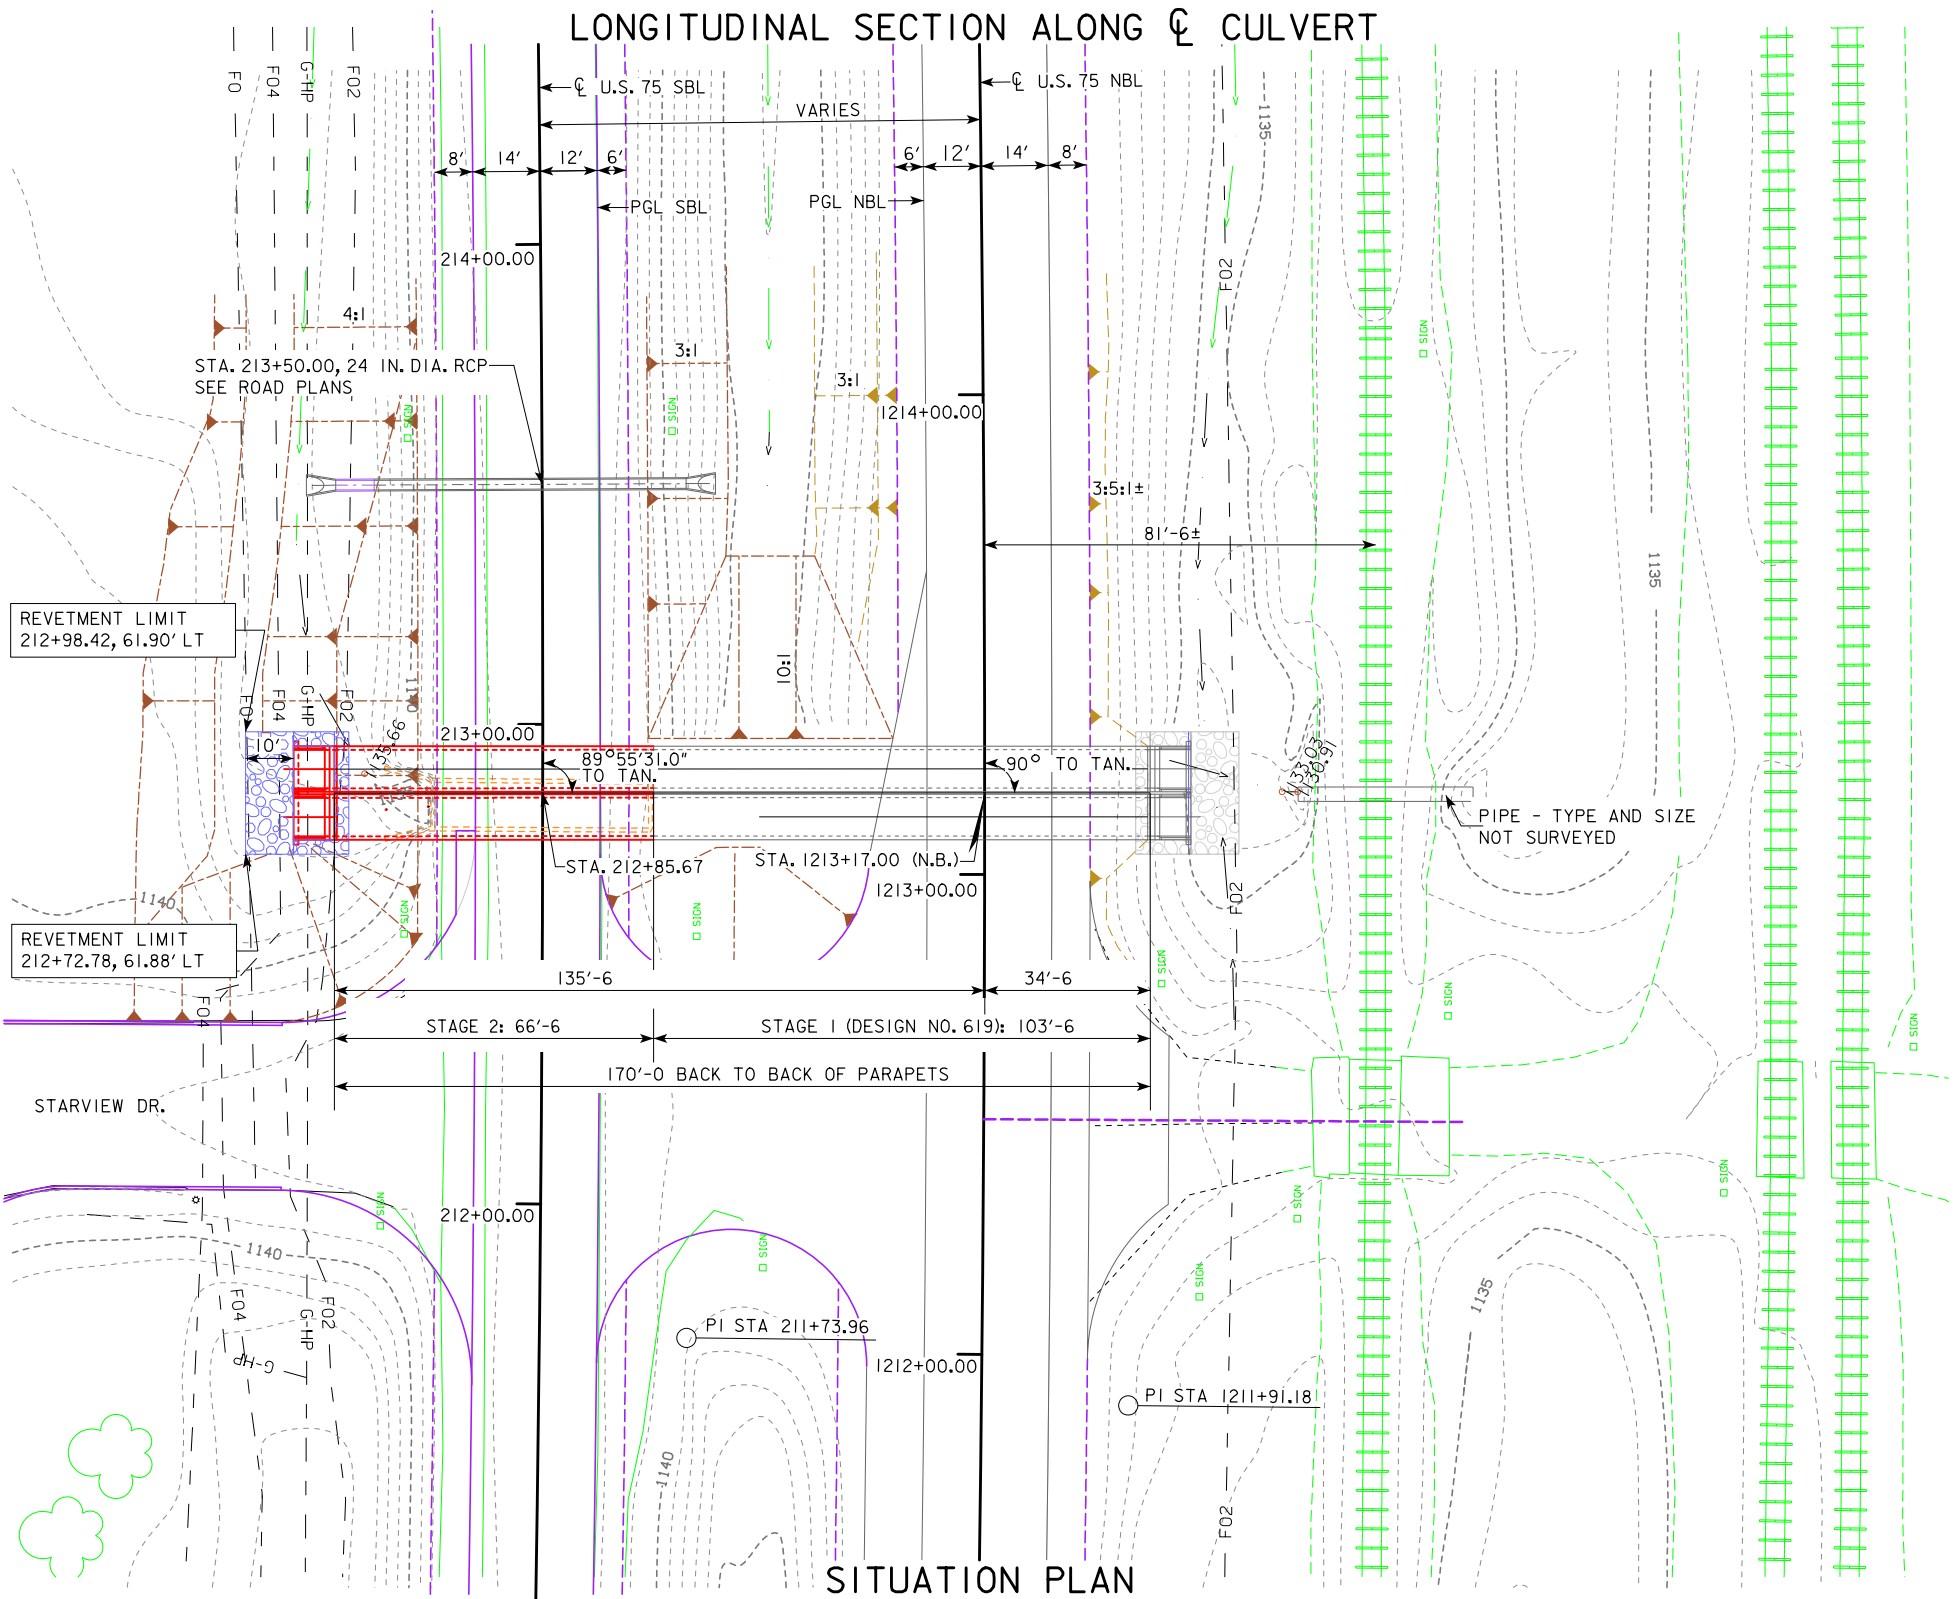 LONGITUDINAL SECTION ALONG ℄ CULVERT
FO
FO4
G-HP
FO2
℄ U.S. 75 SBL
℄ U.S. 75 NBL
VARIES
8'
14'
12'
6'
6'
12'
14'
8'
PGL SBL
PGL NBL
1135
214+00.00
FO2
4:1
STA. 213+50.00, 24 IN. DIA. RCP
SEE ROAD PLANS
3:1
3:1
SIGN
SIGN
SIGN
1214+00.00
3:5:1±
81'-6±
1135
REVETMENT LIMIT
212+98.42, 61.90' LT
10:1
1140
FO
FO4
G-HP
FO2
213+00.00
10'
1135.66
89°55'31.0"
TO TAN.
90° TO TAN.
1133.03
1130.91
PIPE - TYPE AND SIZE
NOT SURVEYED
STA. 212+85.67
STA. 1213+17.00 (N.B.)
1213+00.00
1140
SIGN
SIGN
FO2
REVETMENT LIMIT
212+72.78, 61.88' LT
SIGN
SIGN
SIGN
135'-6
34'-6
FO4
STAGE 2: 66'-6
STAGE 1 (DESIGN NO. 619): 103'-6
170'-0 BACK TO BACK OF PARAPETS
STARVIEW DR.
SIGN
SIGN
SIGN
212+00.00
1140
SIGN
SIGN
1135
FO4
G-HP
FO2
G-HP
PI STA 211+73.96
1212+00.00
PI STA 1211+91.18
1140
FO2
SITUATION PLAN